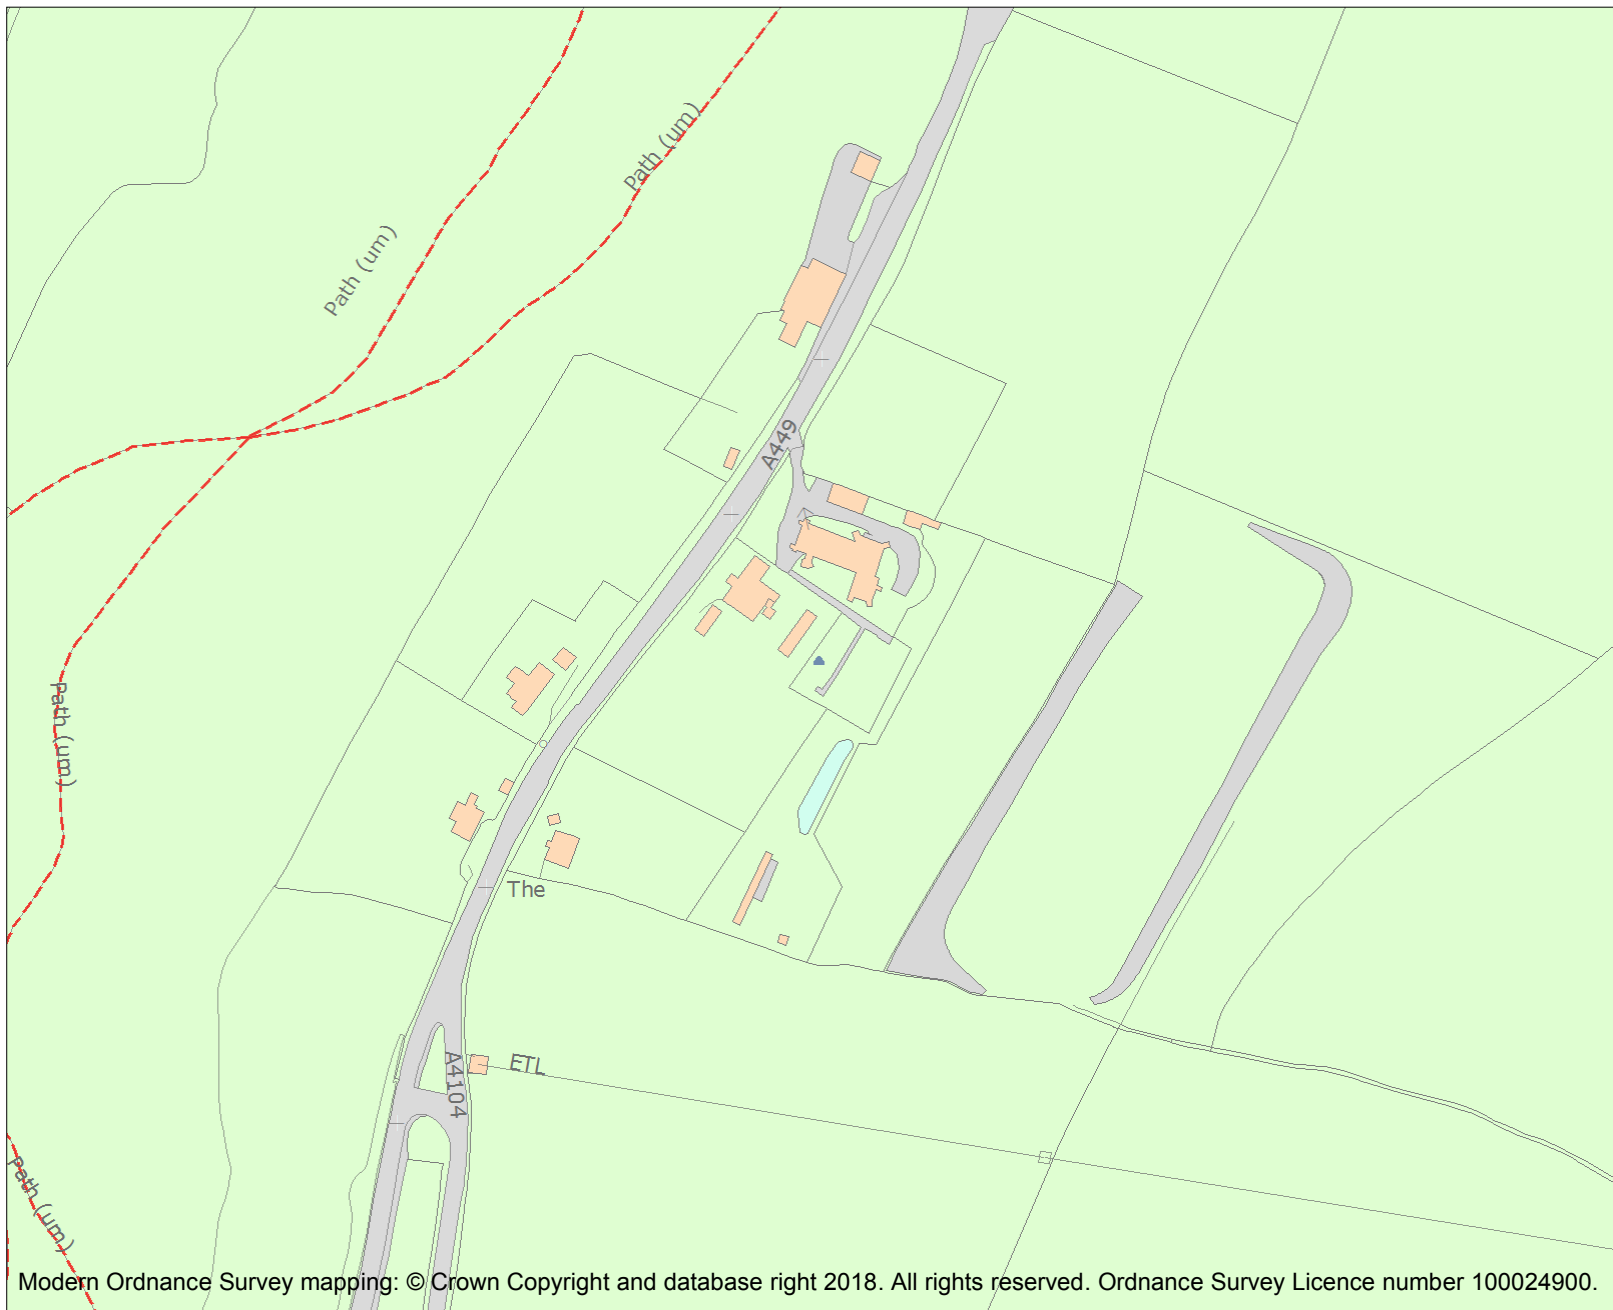 Path (um)
Path (um)
A449
Path (um)
The
ETL
A4104
Path (um)
Modern Ordnance Survey mapping: © Crown Copyright and database right 2018. All rights reserved. Ordnance Survey Licence number 100024900.